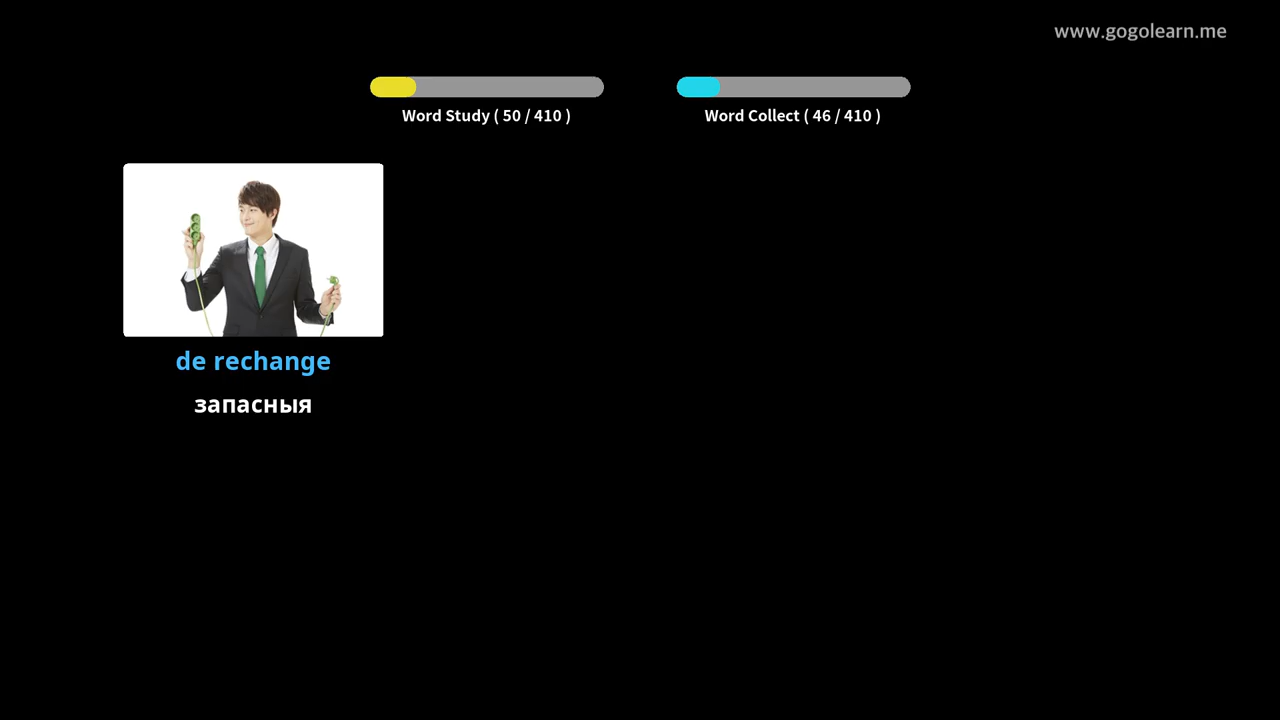 www.gogolearn.me
Word Study ( 50 / 410 )
Word Collect ( 46 / 410 )
de rechange
запасныя